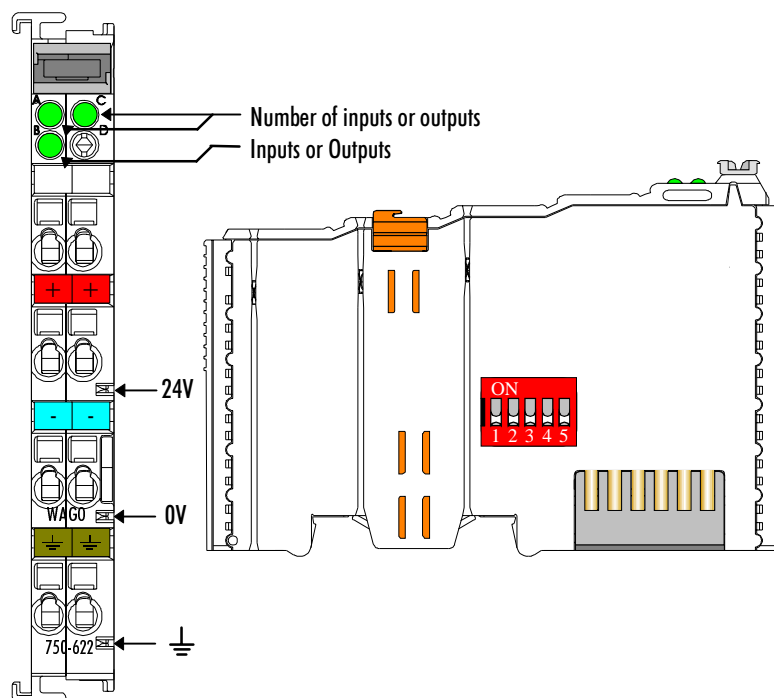 A C
Number of inputs or outputs
B D
Inputs or Outputs
+ +
24V
ON
1 2 3 4 5
- -
WAGO
0V
750-622